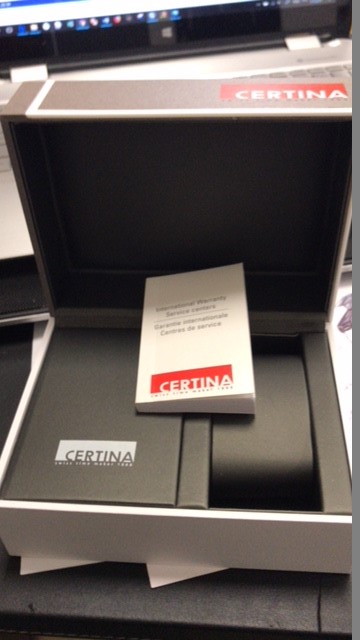 CERTINA
International Warranty
Service centers
Garantie internationale
Centres de service
CERTINA
SWISS TIME MAKER 1888
CERTINA
SWISS TIME MAKER 1888